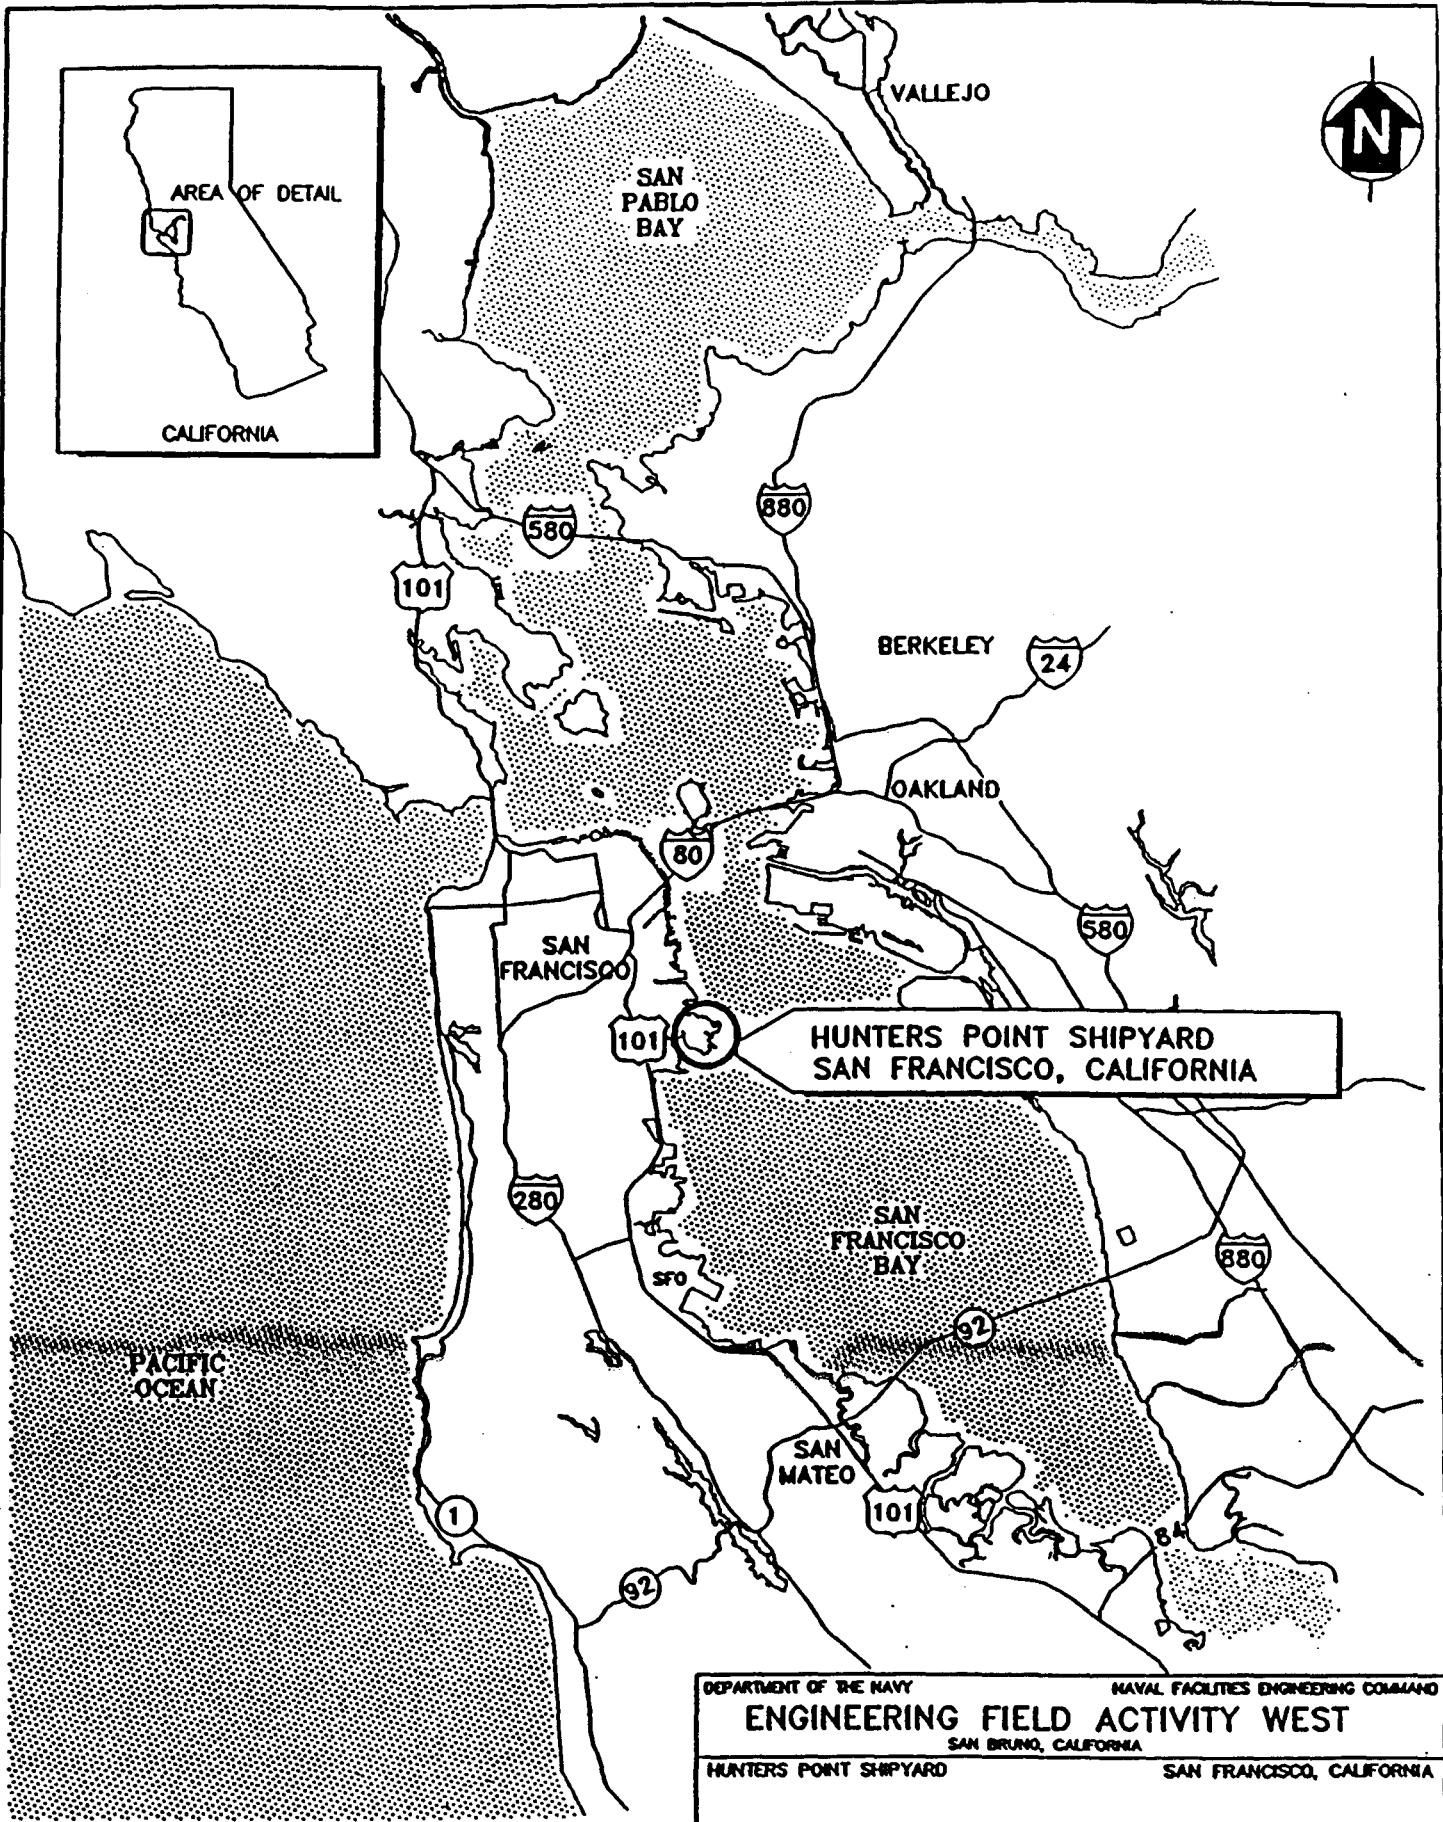 VALLEJO
N
SAN
PABLO
BAY
AREA OF DETAIL
CALIFORNIA
880
580
101
BERKELEY
24
OAKLAND
80
580
SAN
FRANCISCO
101
HUNTERS POINT SHIPYARD
SAN FRANCISCO, CALIFORNIA
280
SAN
FRANCISCO
BAY
880
SFO
92
PACIFIC
OCEAN
SAN
MATEO
101
1
84
92
DEPARTMENT OF THE NAVY
NAVAL FACILITIES ENGINEERING COMMAND
ENGINEERING FIELD ACTIVITY WEST
SAN BRUNO, CALIFORNIA
HUNTERS POINT SHIPYARD
SAN FRANCISCO, CALIFORNIA